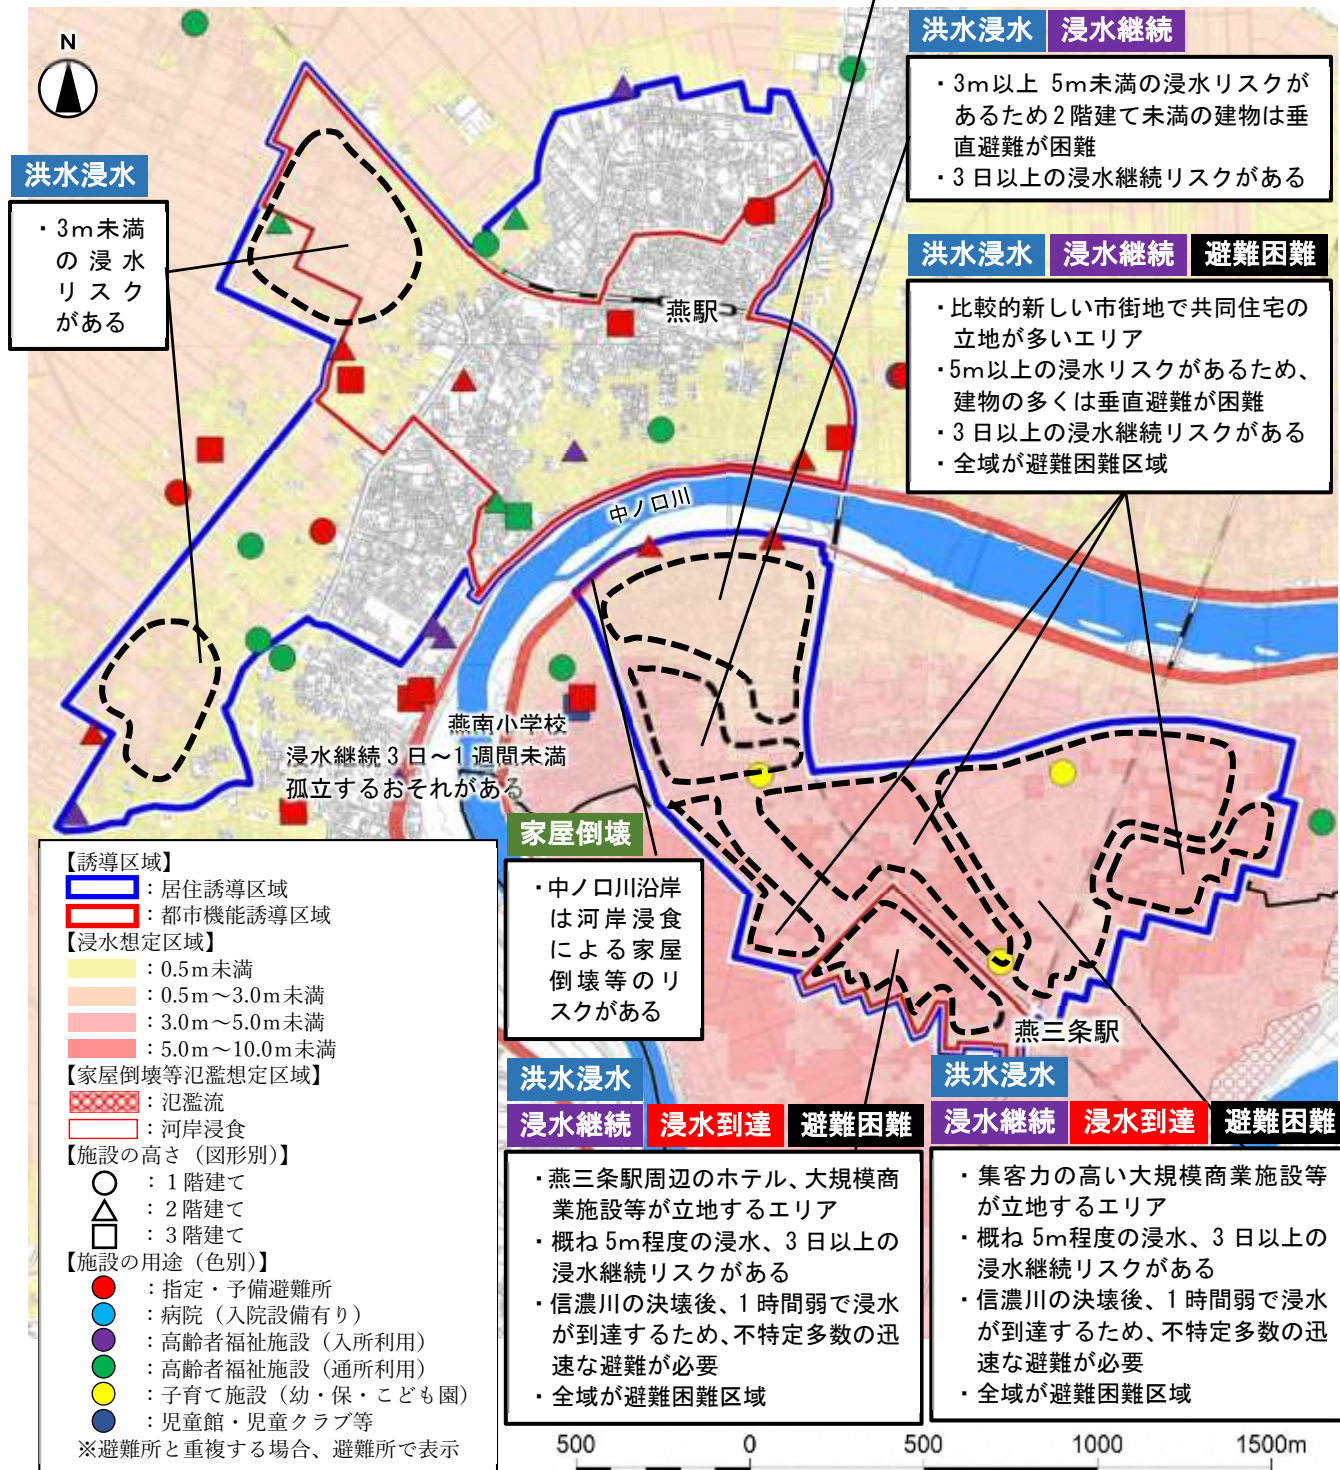 N
洪水浸水
・3m未満
の浸水
リスク
がある
洪水浸水 浸水継続
・3m以上 5m未満の浸水リスクが
あるため2階建て未満の建物は垂
直避難が困難
・3日以上の浸水継続リスクがある
洪水浸水 浸水継続 避難困難
・比較的新しい市街地で共同住宅の
立地が多いエリア
・5m以上の浸水リスクがあるため、
建物の多くは垂直避難が困難
・3日以上の浸水継続リスクがある
・全域が避難困難区域
燕駅
中ノ口川
燕南小学校
浸水継続3日～1週間未満
孤立するおそれがある
家屋倒壊
・中ノ口川沿岸
は河岸浸食
による家屋
倒壊等のリ
スクがある
燕三条駅
【誘導区域】
：居住誘導区域
：都市機能誘導区域
【浸水想定区域】
：0.5m未満
：0.5m～3.0m未満
：3.0m～5.0m未満
：5.0m～10.0m未満
【家屋倒壊等氾濫想定区域】
：氾濫流
：河岸浸食
【施設の高さ（図形別）】
：1階建て
：2階建て
：3階建て
【施設の用途（色別）】
：指定・予備避難所
：病院（入院設備有り）
：高齢者福祉施設（入所利用）
：高齢者福祉施設（通所利用）
：子育て施設（幼・保・こども園）
：児童館・児童クラブ等
※避難所と重複する場合、避難所で表示
洪水浸水
浸水継続 浸水到達 避難困難
・燕三条駅周辺のホテル、大規模商
業施設等が立地するエリア
・概ね 5m程度の浸水、3日以上の
浸水継続リスクがある
・信濃川の決壊後、1時間弱で浸水
が到達するため、不特定多数の迅
速な避難が必要
・全域が避難困難区域
洪水浸水
浸水継続 浸水到達 避難困難
・集客力の高い大規模商業施設等
が立地するエリア
・概ね 5m程度の浸水、3日以上の
浸水継続リスクがある
・信濃川の決壊後、1時間弱で浸水
が到達するため、不特定多数の迅
速な避難が必要
・全域が避難困難区域
500 0 500 1000 1500m